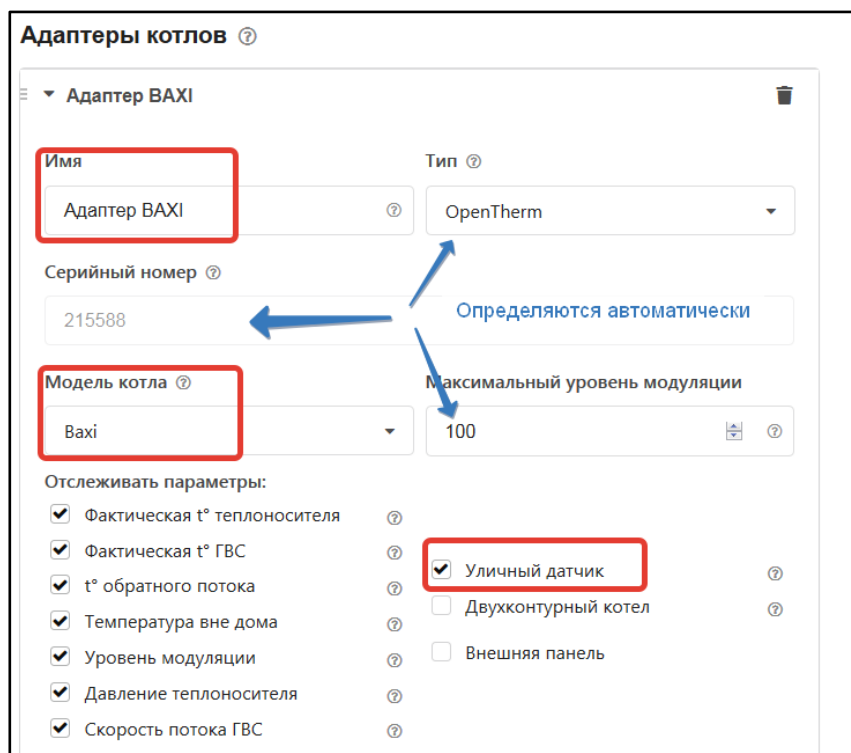 Адаптеры котлов
Адаптер BAXI
Имя
Тип
Адаптер BAXI
OpenTherm
Серийный номер
215588
Определяются автоматически
Модель котла
Максимальный уровень модуляции
Baxi
100
Отслеживать параметры:
Фактическая t° теплоносителя
Фактическая t° ГВС
t° обратного потока
Температура вне дома
Уровень модуляции
Давление теплоносителя
Скорость потока ГВС
Уличный датчик
Двухконтурный котел
Внешняя панель